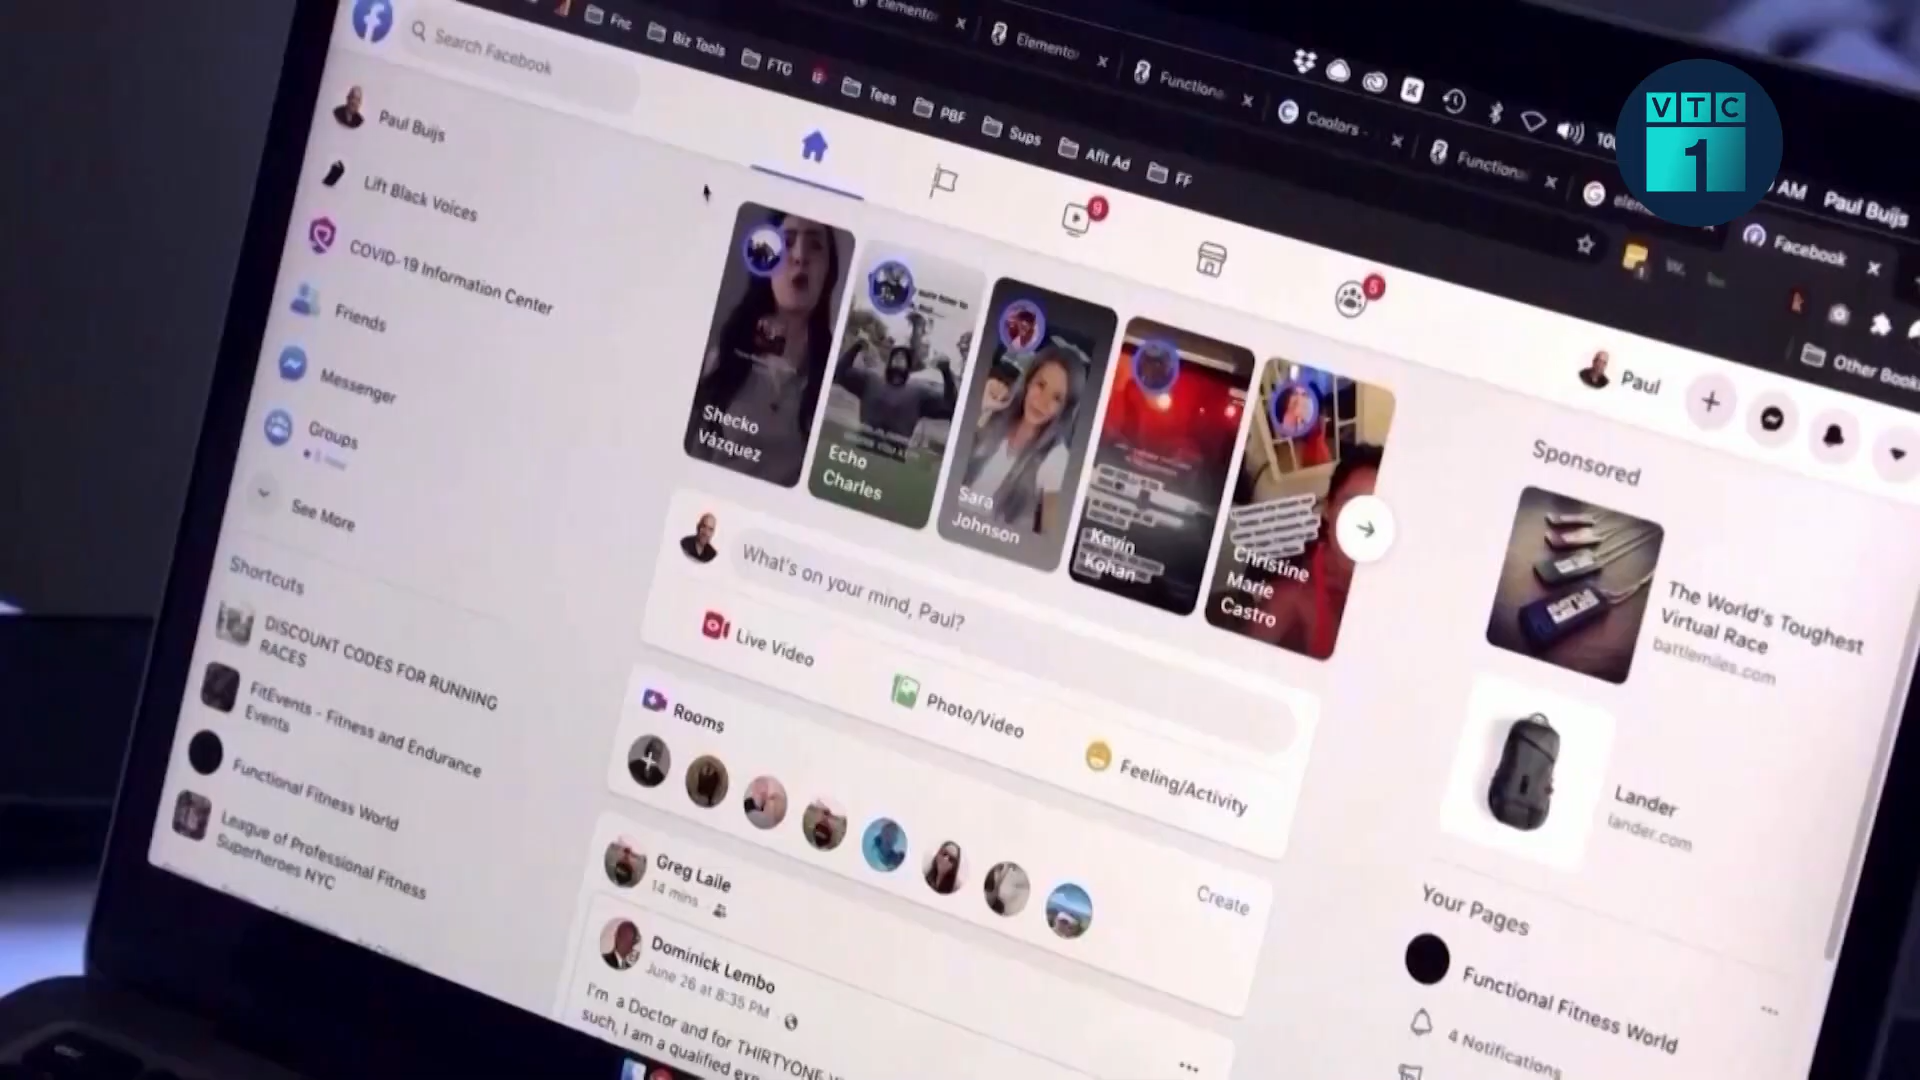 Elemento
Elemento
Functiona
Coolors -
Functiona
Facebook
AM Paul Buijs
VTC
1
Fnc
Biz Tools
FTG
Tees
PBF
Sups
Afit Ad
FF
Other Book
Search Facebook
9
5
Paul
Paul Buijs
Lift Black Voices
COVID-19 Information Center
Friends
Messenger
Groups
See More
Shortcuts
DISCOUNT CODES FOR RUNNING
RACES
FitEvents - Fitness and Endurance
Events
Functional Fitness World
League of Professional Fitness
Superheroes NYC
Shecko
Vázquez
Echo
Charles
Sara
Johnson
Kevin
Kohan
Christine
Marie
Castro
What's on your mind, Paul?
Live Video
Photo/Video
Feeling/Activity
Rooms
Create
Greg Laile
14 mins
Dominick Lembo
June 26 at 8:35 PM
I'm a Doctor and for THIRTYONE
such, I am a qualified
Sponsored
The World's Toughest
Virtual Race
battlemiles.com
Lander
lander.com
Your Pages
Functional Fitness World
4 Notifications